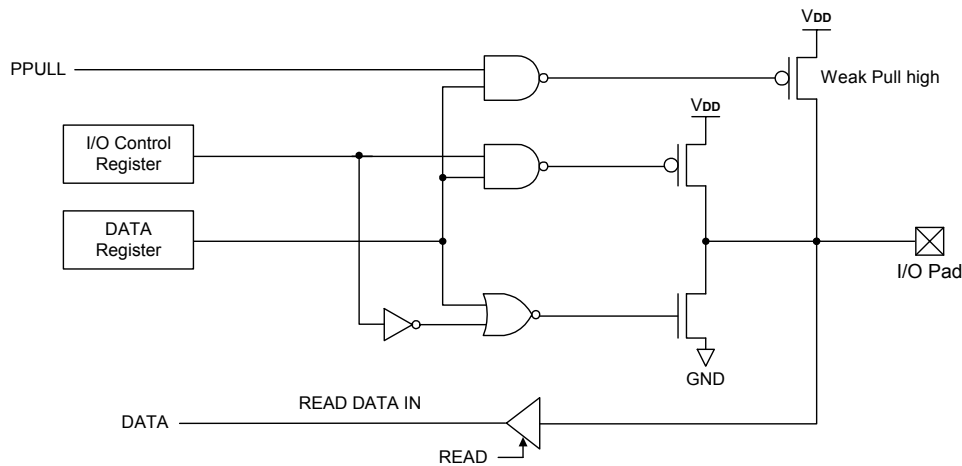 VDD
PPULL
Weak Pull high
VDD
I/O Control
Register
DATA
Register
I/O Pad
GND
READ DATA IN
DATA
READ